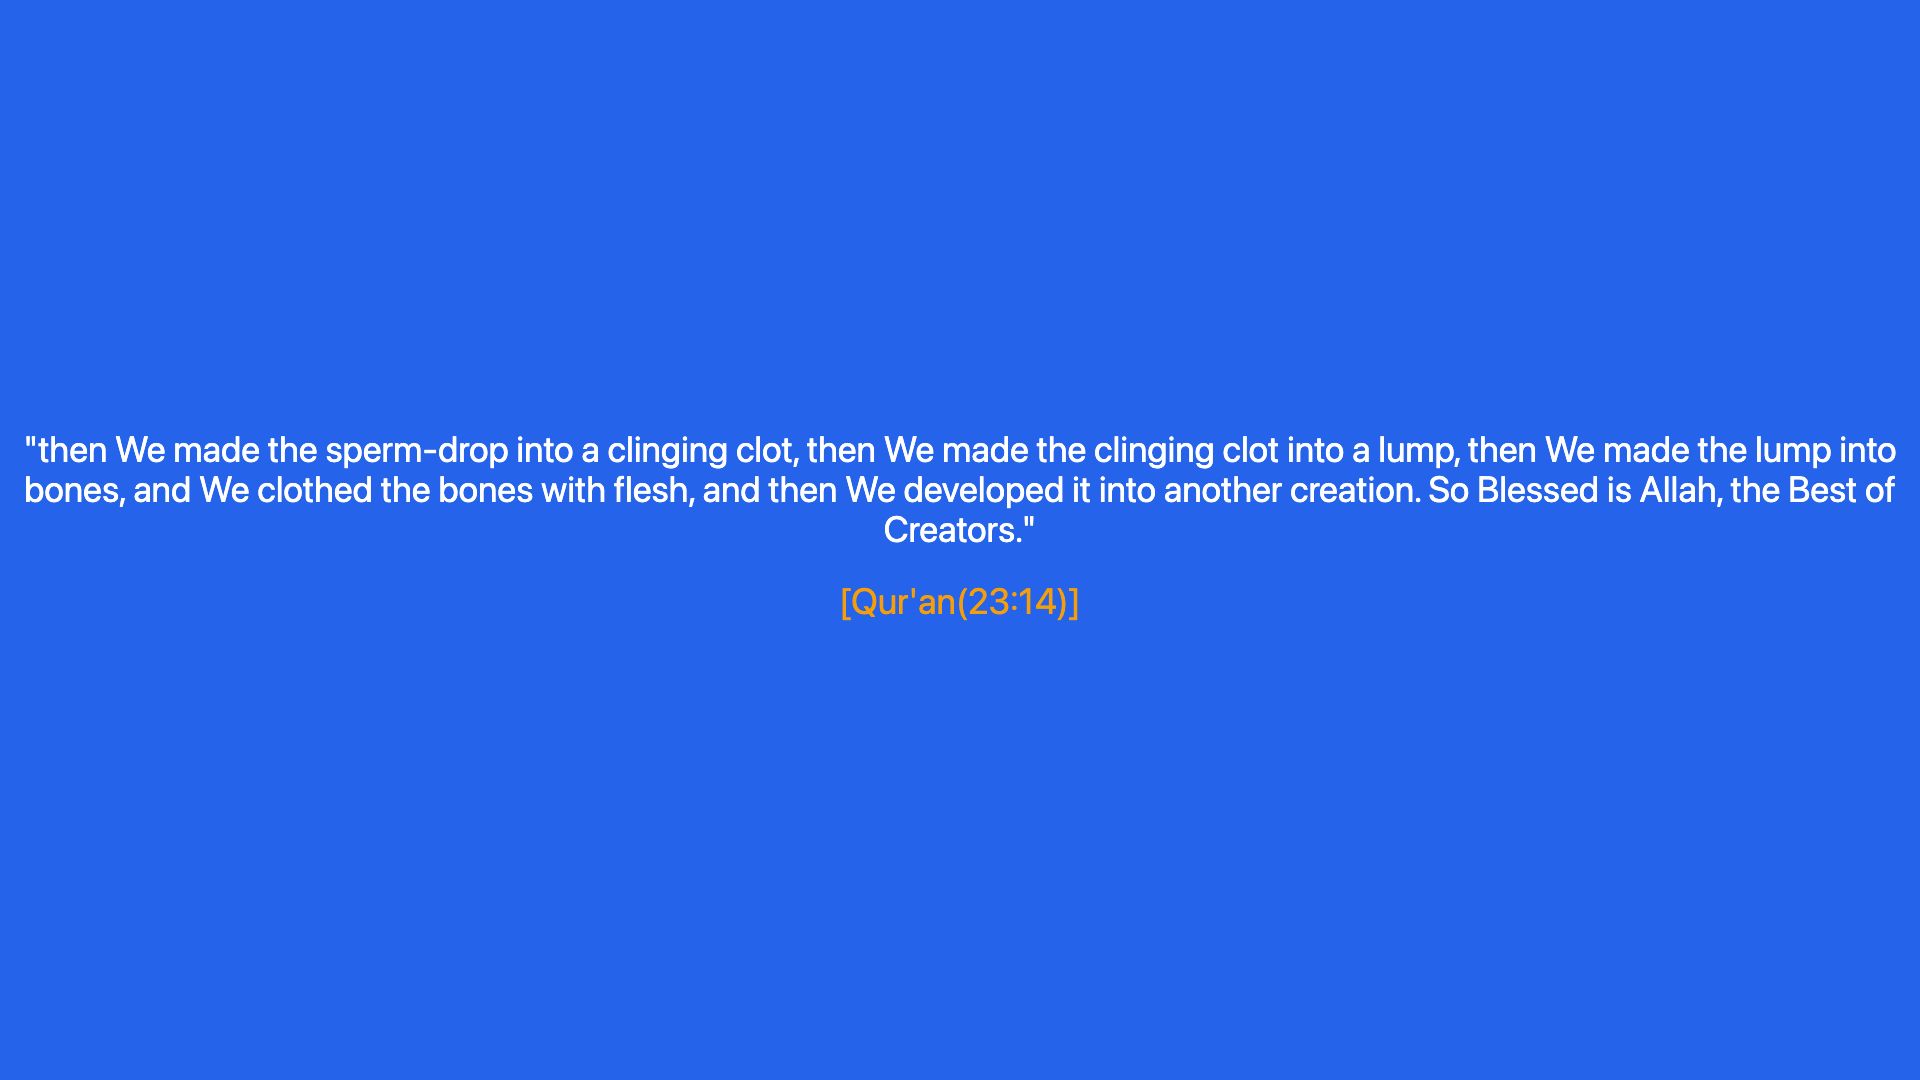 "then We made the sperm-drop into a clinging clot, then We made the clinging clot into a lump, then We made the lump into
bones, and We clothed the bones with flesh, and then We developed it into another creation. So Blessed is Allah, the Best of
Creators."
[Qur'an(23:14)]